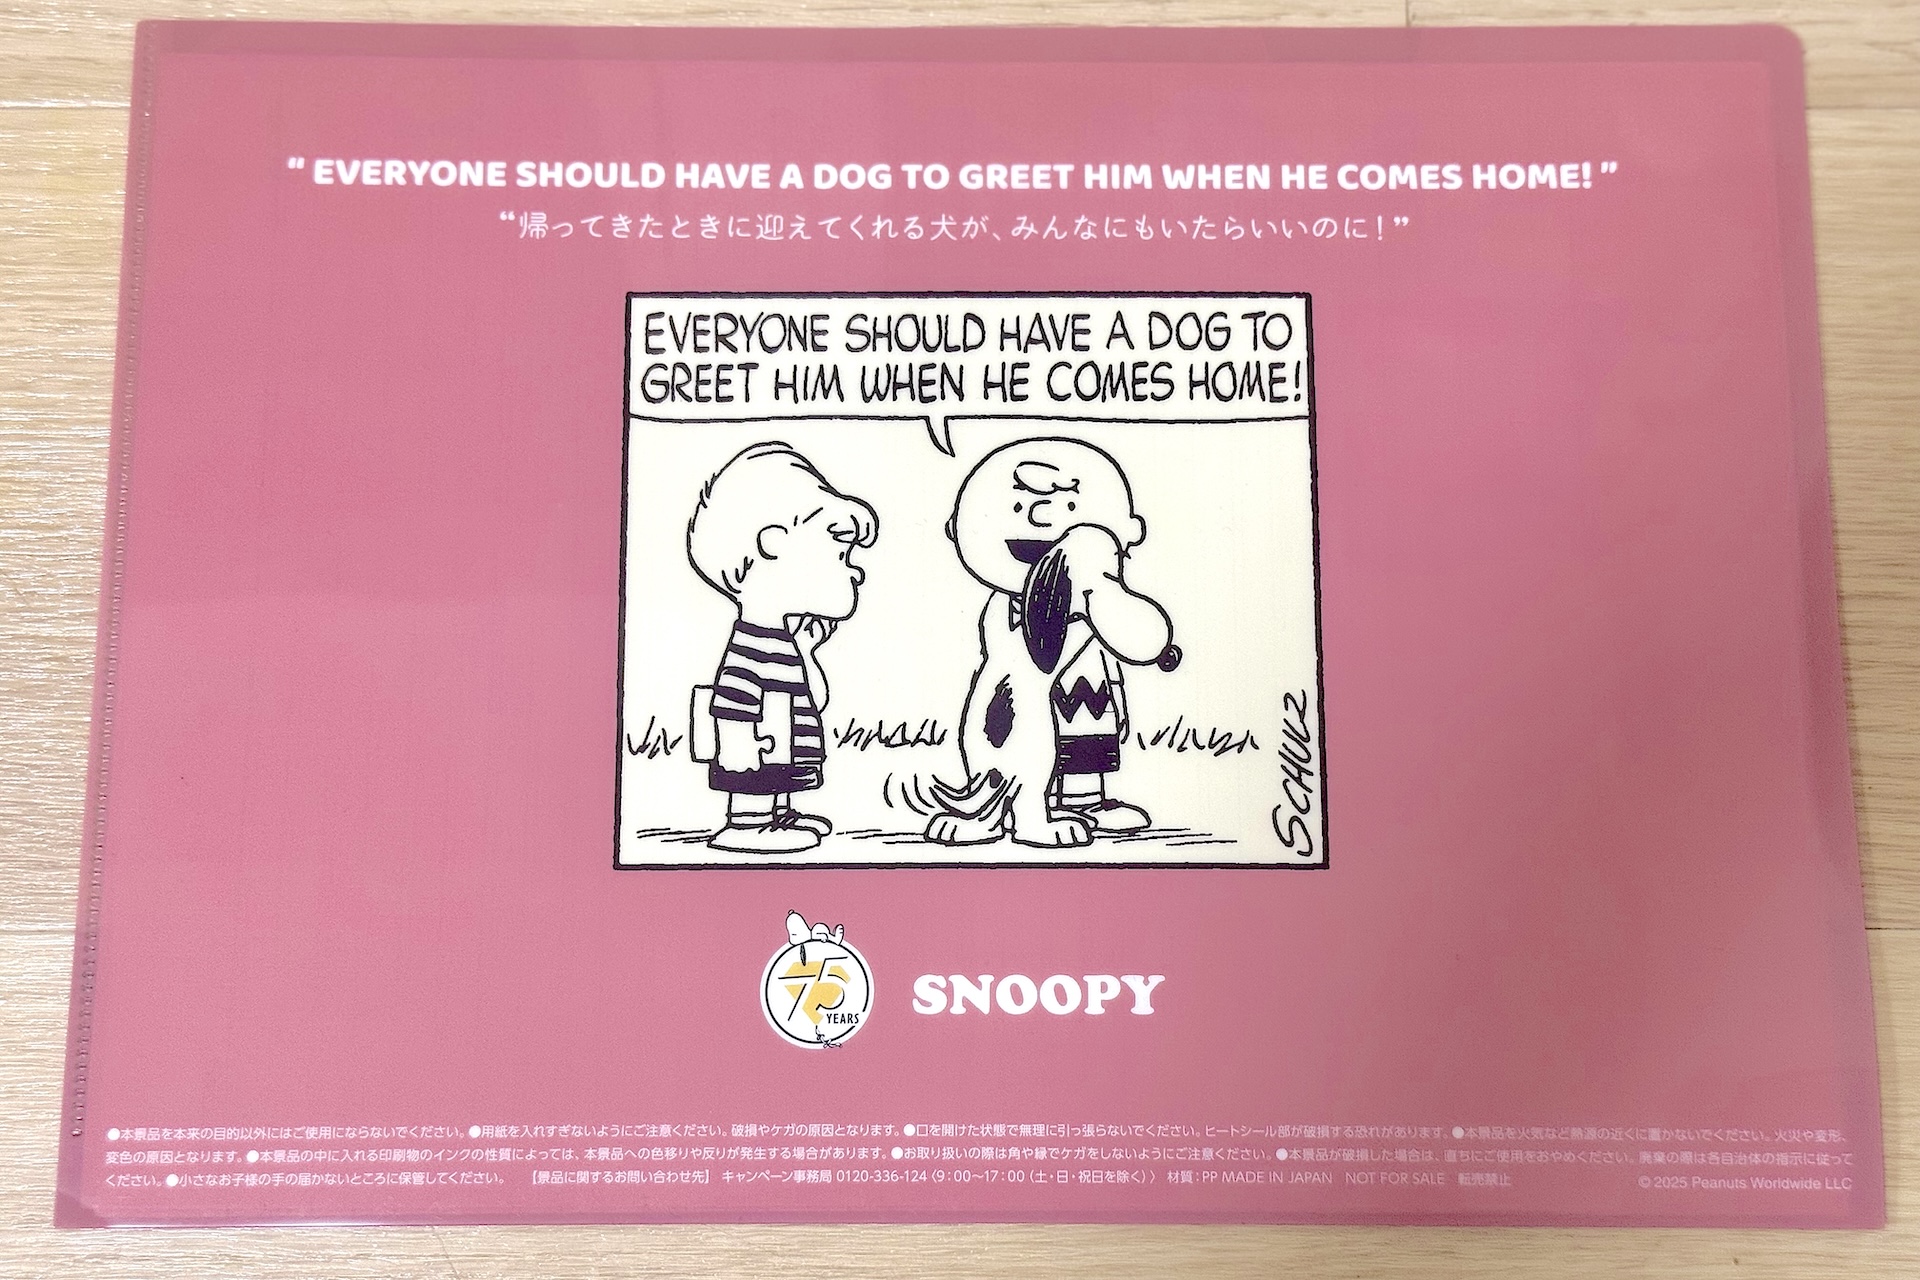 “ EVERYONE SHOULD HAVE A DOG TO GREET HIM WHEN HE COMES HOME! ”
“帰ってきたときに迎えてくれる犬が、みんなにもいたらいいのに！”
EVERYONE SHOULD HAVE A DOG TO
GREET HIM WHEN HE COMES HOME!
SCHULZ
75
YEARS
SNOOPY
●本景品を本来の目的以外にはご使用にならないでください。●用紙を入れすぎないようにご注意ください。破損やケガの原因となります。●口を開けた状態で無理に引っ張らないでください。ヒートシール部が破損する恐れがあります。●本景品を火気など熱源の近くに置かないでください。火災や変形、
変色の原因となります。●本景品の中に入れる印刷物のインクの性質によっては、本景品への色移りや反りが発生する場合があります。●お取り扱いの際は角や縁でケガをしないようにご注意ください。●本景品が破損した場合は、直ちにご使用をおやめください。廃棄の際は各自治体の指示に従って
ください。●小さなお子様の手の届かないところに保管してください。 【景品に関するお問い合わせ先】 キャンペーン事務局 0120-336-124〈9：00～17：00（土・日・祝日を除く）〉 材質：PP MADE IN JAPAN NOT FOR SALE 転売禁止
© 2025 Peanuts Worldwide LLC